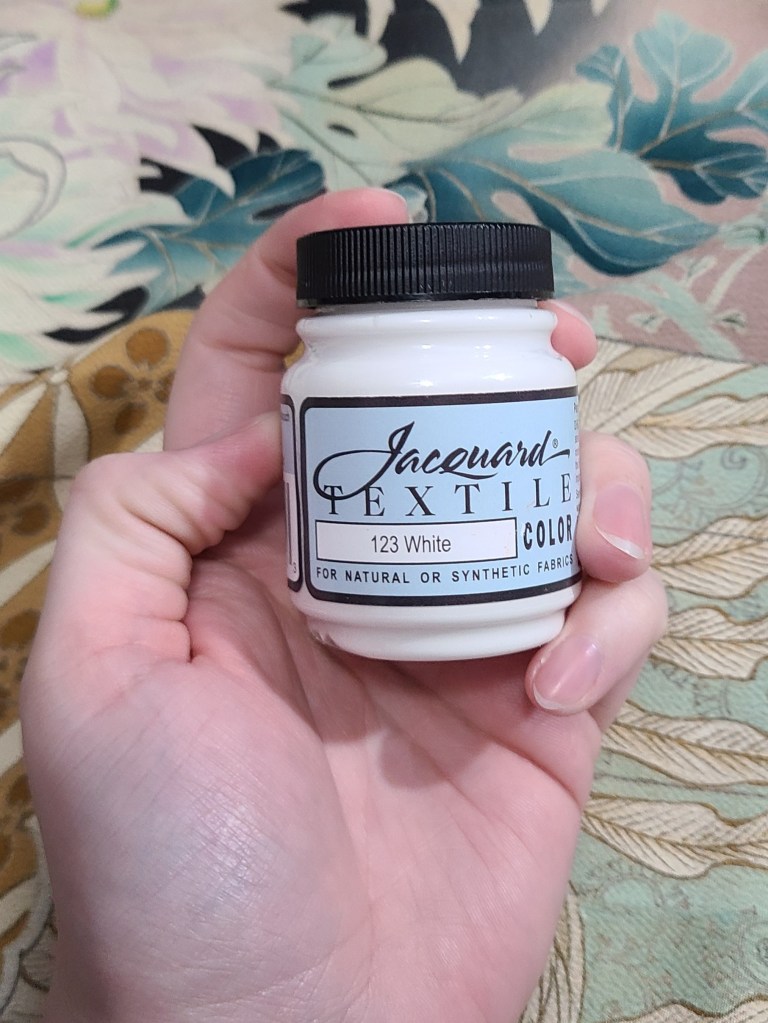 Jacquard®
TEXTILE
123 White
COLOR
FOR NATURAL OR SYNTHETIC FABRICS